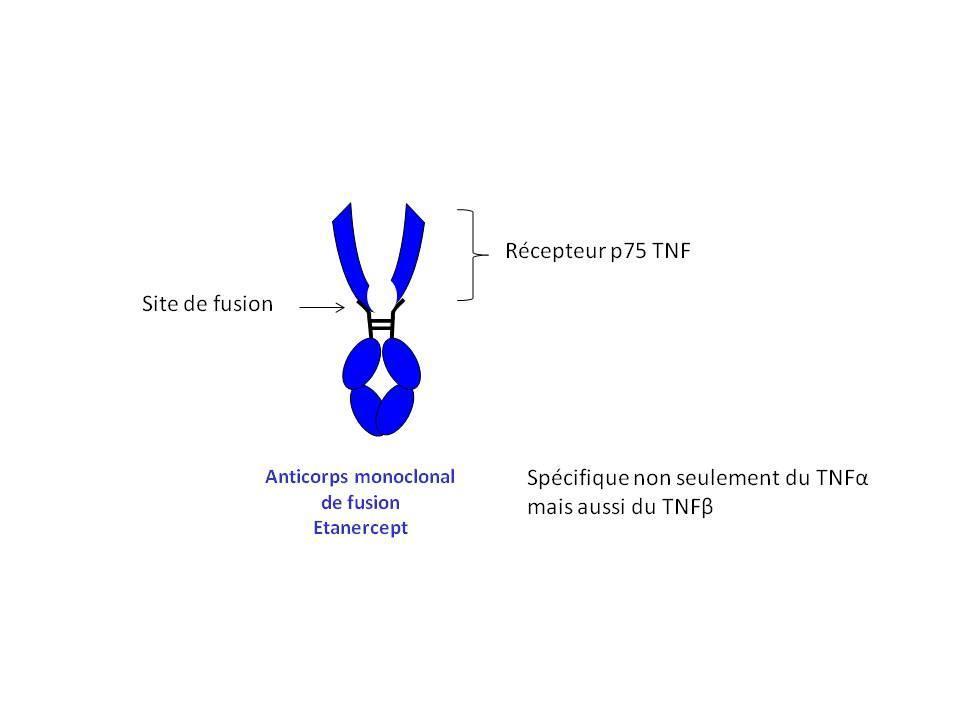 Récepteur p75 TNF
Site de fusion
Anticorps monoclonal
de fusion
Etanercept
Spécifique non seulement du TNFα
mais aussi du TNFβ